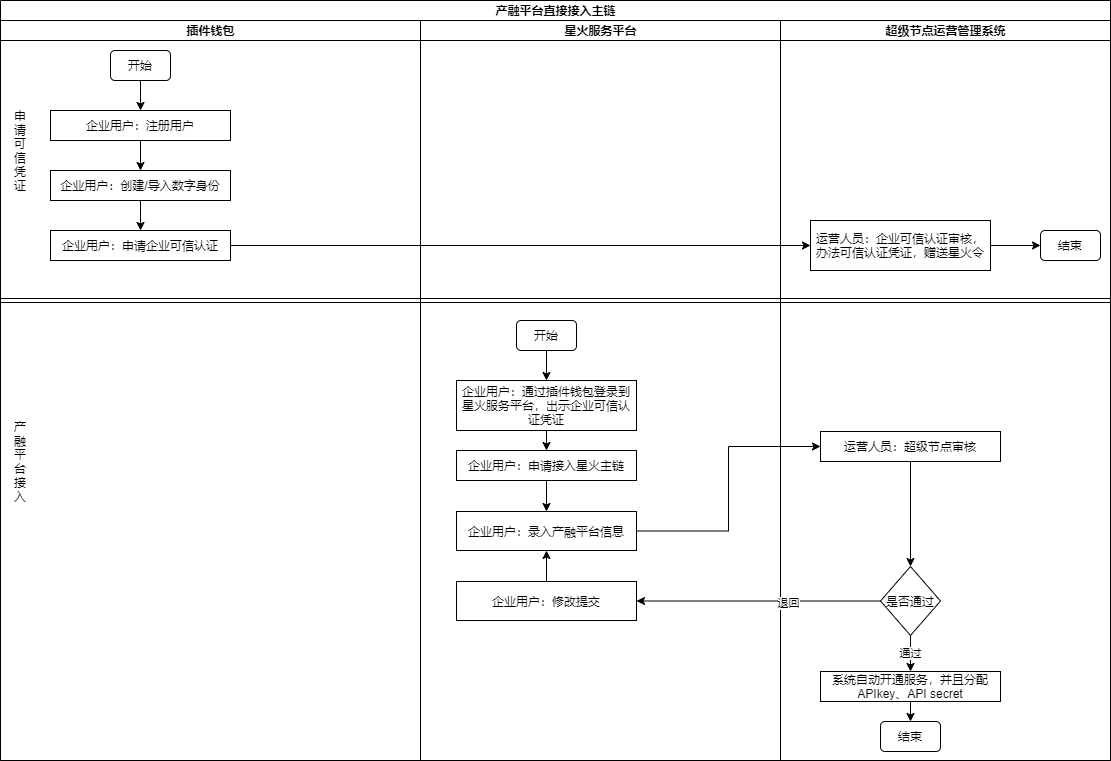 产融平台直接接入主链
插件钱包
星火服务平台
超级节点运营管理系统
申请可信凭证
开始
企业用户：注册用户
企业用户：创建/导入数字身份
企业用户：申请企业可信认证
运营人员：企业可信认证审核，
办法可信认证凭证，赠送星火令
结束
产融平台接入
开始
企业用户：通过插件钱包登录到
星火服务平台，出示企业可信认
证凭证
企业用户：申请接入星火主链
企业用户：录入产融平台信息
运营人员：超级节点审核
企业用户：修改提交
退回
是否通过
通过
系统自动开通服务，并且分配
APIkey、API secret
结束